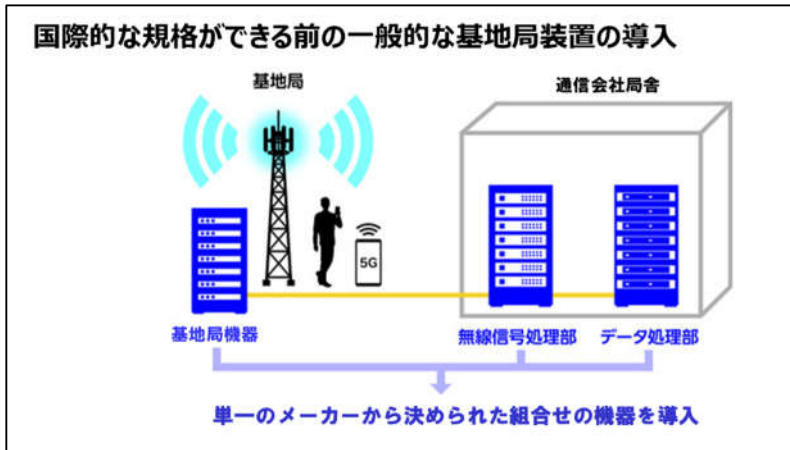 国際的な規格ができる前の一般的な基地局装置の導入
基地局
通信会社局舎
5G
基地局機器
無線信号処理部
データ処理部
単一のメーカーから決められた組合せの機器を導入